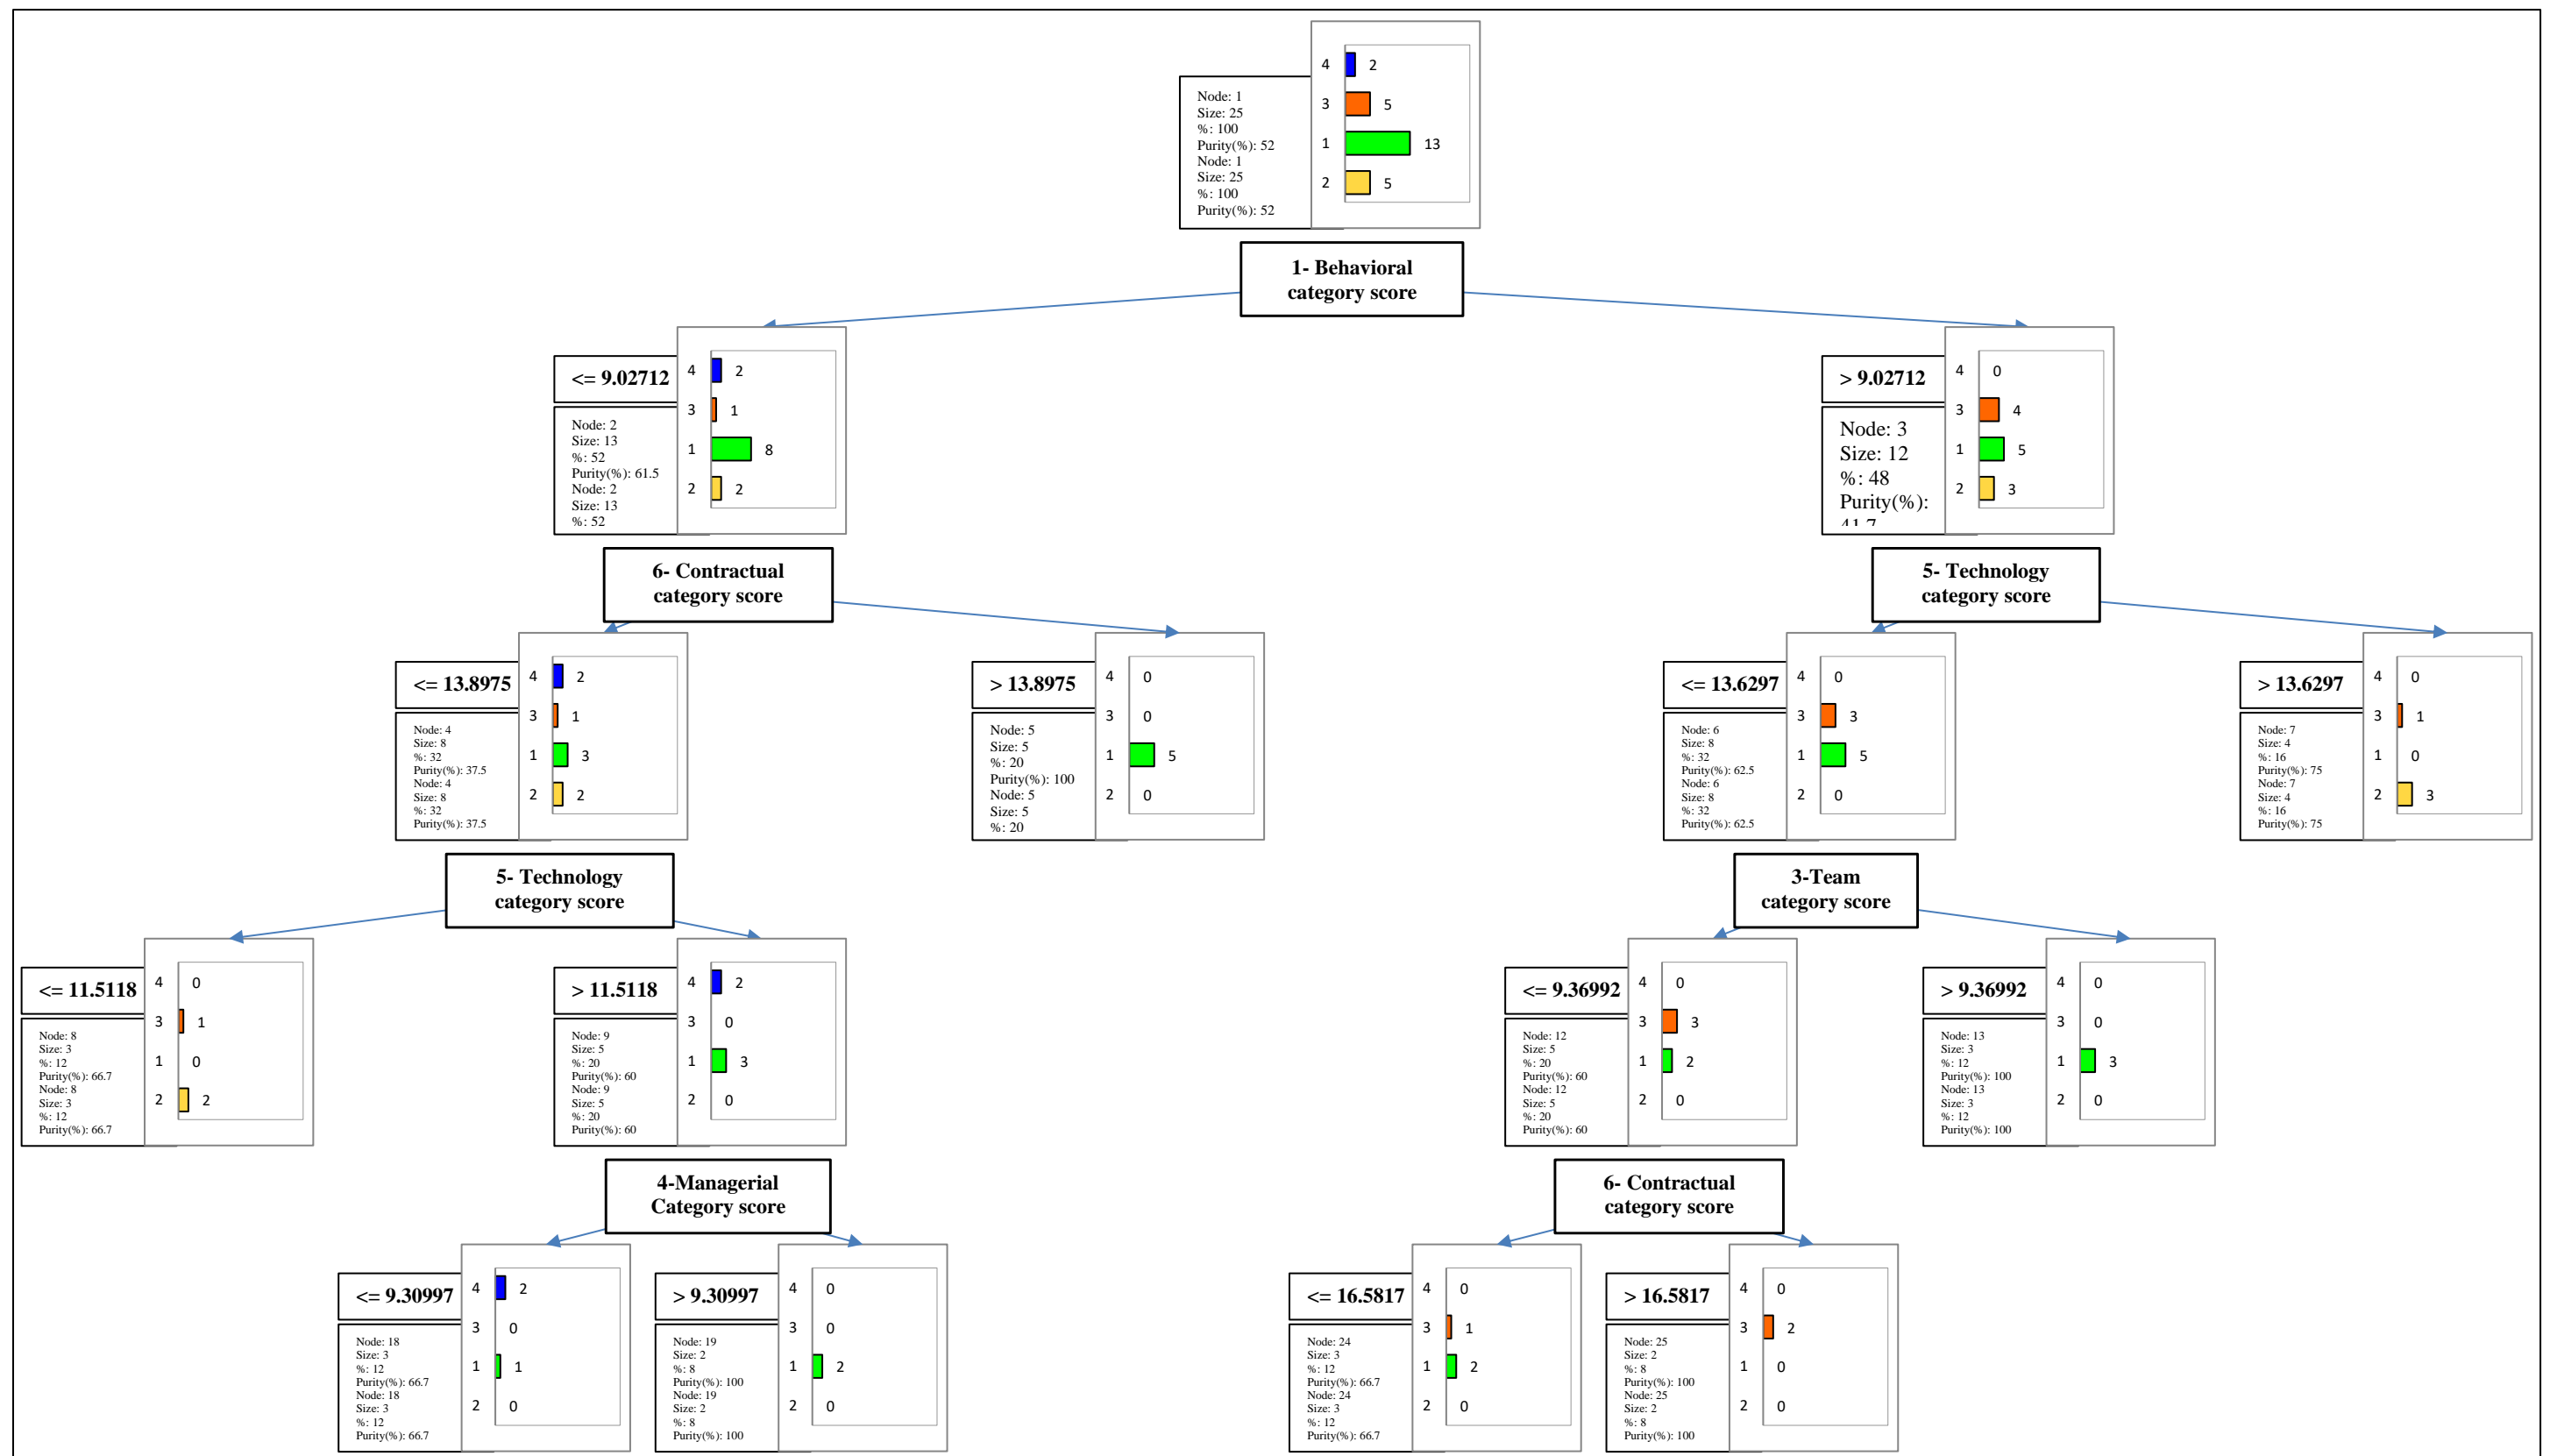 4 2
3 5
1 13
2 5
Node: 1
Size: 25
%: 100
Purity(%): 52
Node: 1
Size: 25
%: 100
Purity(%): 52
1- Behavioral
category score
<= 9.02712
4 2
3 1
1 8
2 2
Node: 2
Size: 13
%: 52
Purity(%): 61.5
Node: 2
Size: 13
%: 52
> 9.02712
4 0
3 4
1 5
2 3
Node: 3
Size: 12
%: 48
Purity(%):
41.7
6- Contractual
category score
5- Technology
category score
<= 13.8975
4 2
3 1
1 3
2 2
Node: 4
Size: 8
%: 32
Purity(%): 37.5
Node: 4
Size: 8
%: 32
Purity(%): 37.5
> 13.8975
4 0
3 0
1 5
2 0
Node: 5
Size: 5
%: 20
Purity(%): 100
Node: 5
Size: 5
%: 20
<= 13.6297
4 0
3 3
1 5
2 0
Node: 6
Size: 8
%: 32
Purity(%): 62.5
Node: 6
Size: 8
%: 32
Purity(%): 62.5
> 13.6297
4 0
3 1
1 0
2 3
Node: 7
Size: 4
%: 16
Purity(%): 75
Node: 7
Size: 4
%: 16
Purity(%): 75
5- Technology
category score
3-Team
category score
<= 11.5118
4 0
3 1
1 0
2 2
Node: 8
Size: 3
%: 12
Purity(%): 66.7
Node: 8
Size: 3
%: 12
Purity(%): 66.7
> 11.5118
4 2
3 0
1 3
2 0
Node: 9
Size: 5
%: 20
Purity(%): 60
Node: 9
Size: 5
%: 20
Purity(%): 60
<= 9.36992
4 0
3 3
1 2
2 0
Node: 12
Size: 5
%: 20
Purity(%): 60
Node: 12
Size: 5
%: 20
Purity(%): 60
> 9.36992
4 0
3 0
1 3
2 0
Node: 13
Size: 3
%: 12
Purity(%): 100
Node: 13
Size: 3
%: 12
Purity(%): 100
4-Managerial
Category score
6- Contractual
category score
<= 9.30997
4 2
3 0
1 1
2 0
Node: 18
Size: 3
%: 12
Purity(%): 66.7
Node: 18
Size: 3
%: 12
Purity(%): 66.7
> 9.30997
4 0
3 0
1 2
2 0
Node: 19
Size: 2
%: 8
Purity(%): 100
Node: 19
Size: 2
%: 8
Purity(%): 100
<= 16.5817
4 0
3 1
1 2
2 0
Node: 24
Size: 3
%: 12
Purity(%): 66.7
Node: 24
Size: 3
%: 12
Purity(%): 66.7
> 16.5817
4 0
3 2
1 0
2 0
Node: 25
Size: 2
%: 8
Purity(%): 100
Node: 25
Size: 2
%: 8
Purity(%): 100